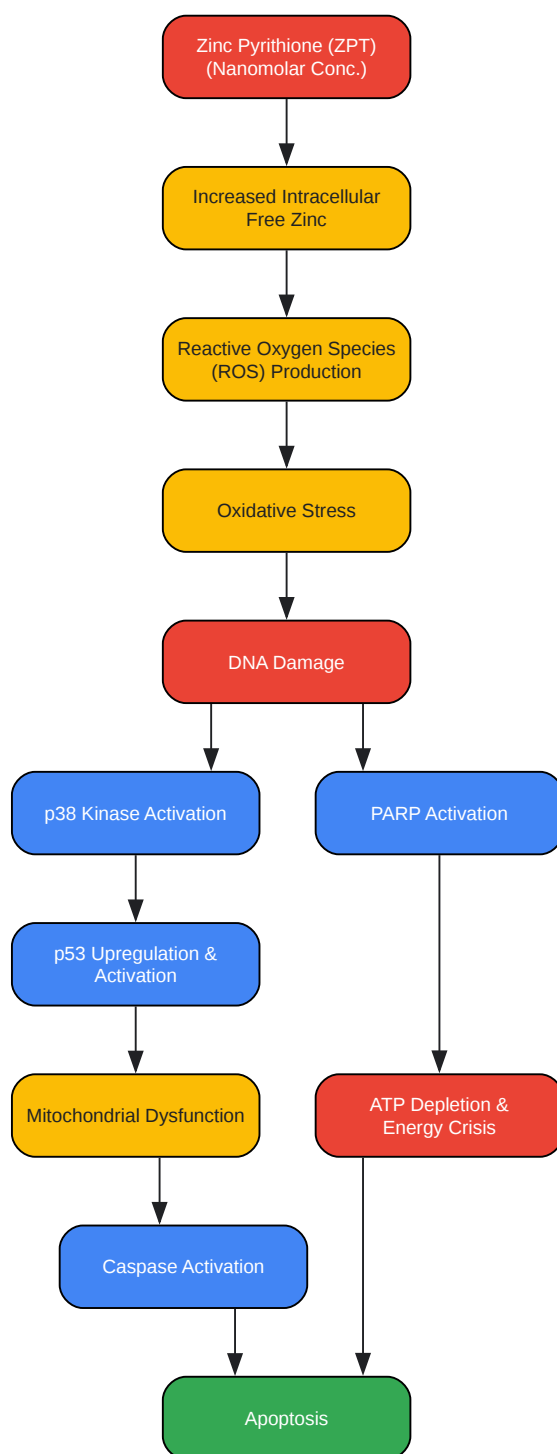 Zinc Pyrithione (ZPT)
(Nanomolar Conc.)
Increased Intracellular
Free Zinc
Reactive Oxygen Species
(ROS) Production
Oxidative Stress
DNA Damage
p38 Kinase Activation
PARP Activation
p53 Upregulation &
Activation
Mitochondrial Dysfunction
ATP Depletion &
Energy Crisis
Caspase Activation
Apoptosis